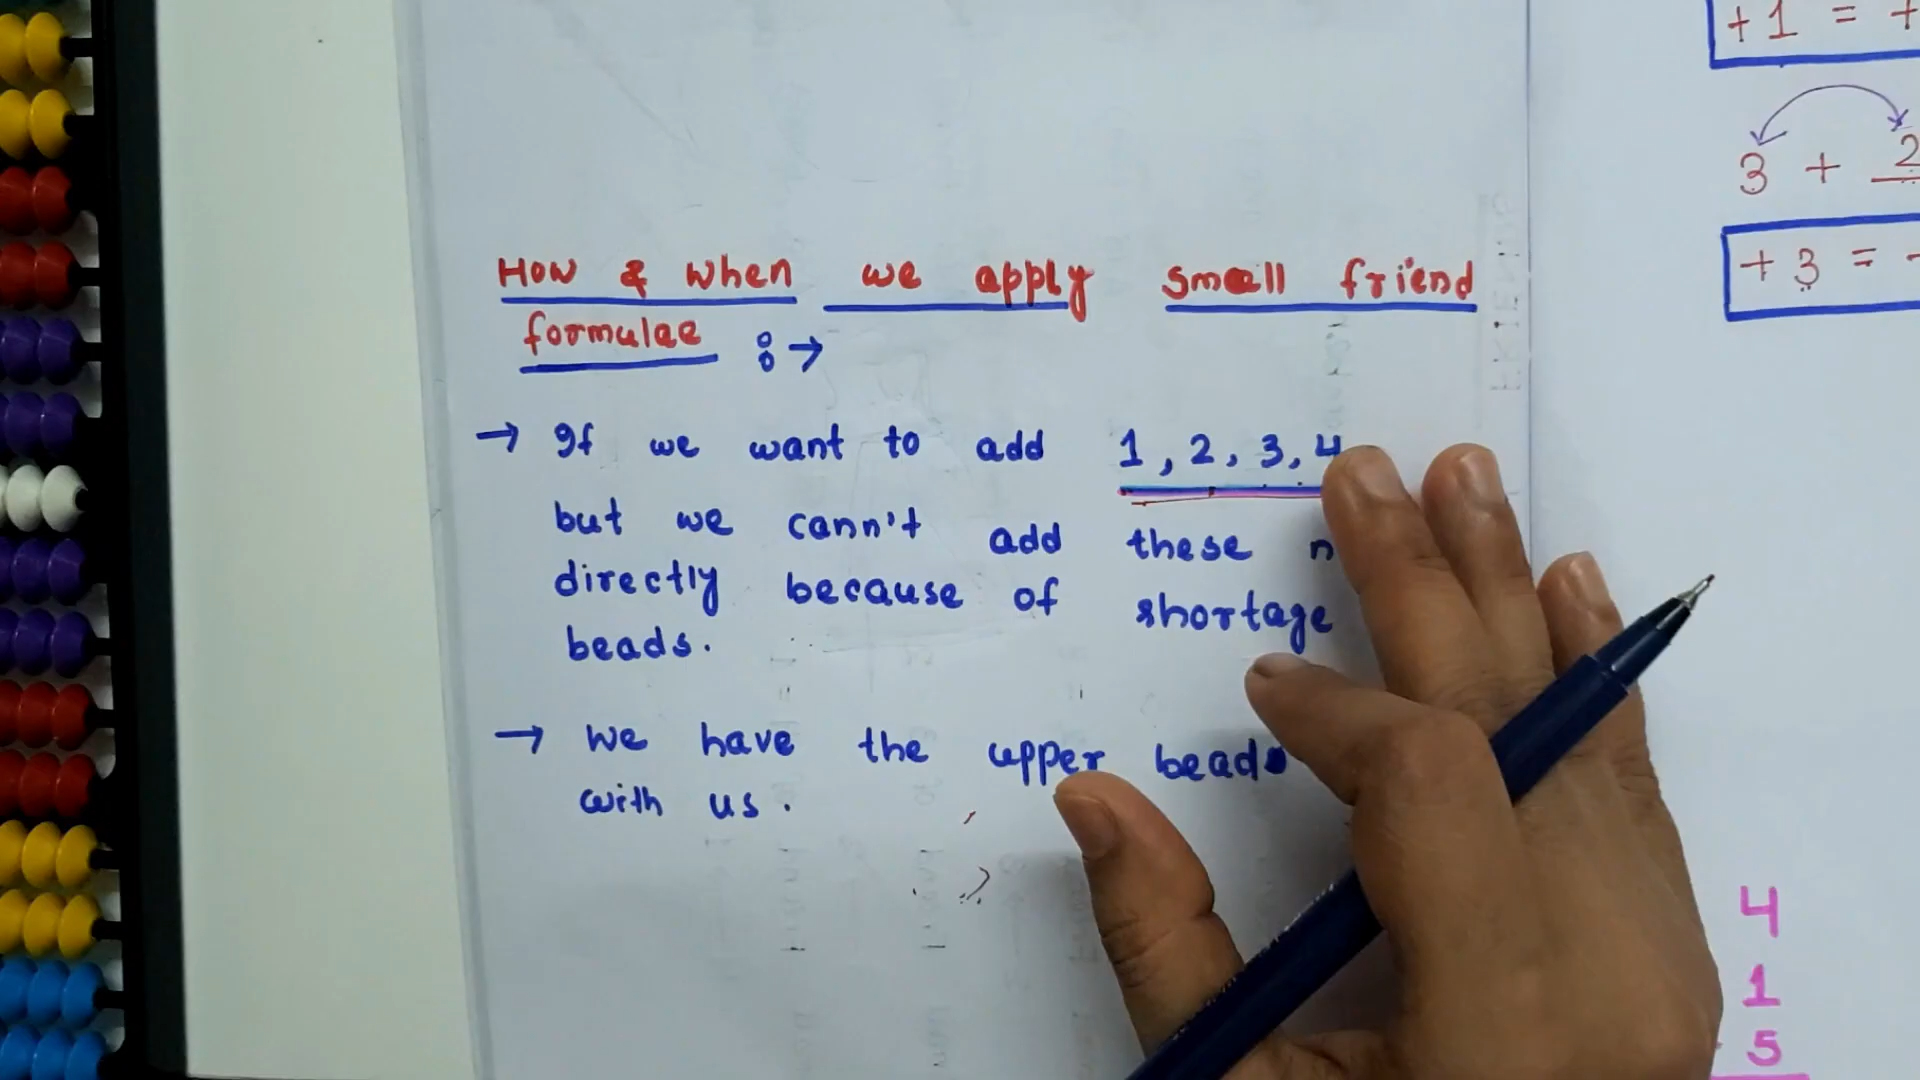 How & when we apply small friend
formulae :→
→ If we want to add 1, 2, 3, 4
but we cann't add these
directly because of shortage
beads.
→ we have the upper beads
with us.
+1 = +
3 + 2
+3 = -
4
1
5